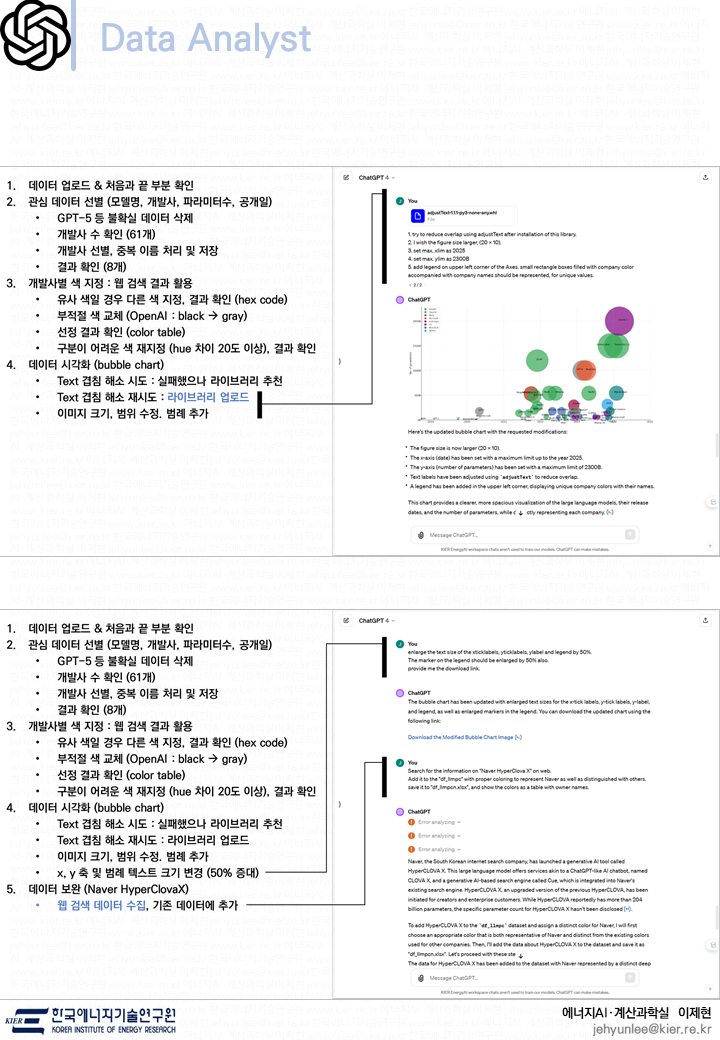 Data Analyst
1. 데이터 업로드 & 처음과 끝 부분 확인
2. 관심 데이터 선별 (모델명, 개발사, 파라미터수, 공개일)
• GPT-5 등 불확실 데이터 삭제
• 개발사 수 확인 (61개)
• 개발사 선별, 중복 이름 처리 및 저장
• 결과 확인 (8개)
3. 개발사별 색 지정 : 웹 검색 결과 활용
• 유사 색일 경우 다른 색 지정, 결과 확인 (hex code)
• 부적절 색 교체 (OpenAI : black → gray)
• 선정 결과 확인 (color table)
• 구분이 어려운 색 재지정 (hue 차이 20도 이상), 결과 확인
4. 데이터 시각화 (bubble chart)
• Text 겹침 해소 시도 : 실패했으나 라이브러리 추천
• Text 겹침 해소 재시도 : 라이브러리 업로드
• 이미지 크기, 범위 수정. 범례 추가
ChatGPT 4
You
adjustText-1.1.1-py3-none-any.whl
File
1. try to reduce overlap using adjustText after installation of this library.
2. I wish the figure size larger, (20 × 10).
3. set max. xlim as 2025
4. set max. ylim as 2300B
5. add legend on upper left corner of the Axes. small rectangle boxes filled with company color
accompanied with company names should be represented, for unique values.
2 / 2
ChatGPT
Here's the updated bubble chart with the requested modifications:
• The figure size is now larger (20 × 10).
• The x-axis (date) has been set with a maximum limit up to the year 2025.
• The y-axis (number of parameters) has been set with a maximum limit of 2300B.
• Text labels have been adjusted using `adjustText` to reduce overlap.
• A legend has been added in the upper left corner, displaying unique company colors with their names.
This chart provides a clearer, more spacious visualization of the large language models, their release
dates, and the number of parameters, while c ctly representing each company. [>-]
Message ChatGPT...
KIER EnergyAI workspace chats aren't used to train our models. ChatGPT can make mistakes.
1. 데이터 업로드 & 처음과 끝 부분 확인
2. 관심 데이터 선별 (모델명, 개발사, 파라미터수, 공개일)
• GPT-5 등 불확실 데이터 삭제
• 개발사 수 확인 (61개)
• 개발사 선별, 중복 이름 처리 및 저장
• 결과 확인 (8개)
3. 개발사별 색 지정 : 웹 검색 결과 활용
• 유사 색일 경우 다른 색 지정, 결과 확인 (hex code)
• 부적절 색 교체 (OpenAI : black → gray)
• 선정 결과 확인 (color table)
• 구분이 어려운 색 재지정 (hue 차이 20도 이상), 결과 확인
4. 데이터 시각화 (bubble chart)
• Text 겹침 해소 시도 : 실패했으나 라이브러리 추천
• Text 겹침 해소 재시도 : 라이브러리 업로드
• 이미지 크기, 범위 수정. 범례 추가
• x, y 축 및 범례 텍스트 크기 변경 (50% 증대)
5. 데이터 보완 (Naver HyperClovaX)
• 웹 검색 데이터 수집, 기존 데이터에 추가
ChatGPT 4
You
enlarge the text size of the xticklabels, yticklabels, ylabel and legend by 50%.
The marker on the legend should be enlarged by 50% also.
provide me the download link.
ChatGPT
The bubble chart has been updated with enlarged text sizes for the x-tick labels, y-tick labels, y-label,
and legend, as well as enlarged markers in the legend. You can download the updated chart using the
following link:
Download the Modified Bubble Chart Image [>-]
You
Search for the information on "Naver HyperClova X" on web.
Add it to the "df_llmpc" with proper coloring to represent Naver as well as distinguished with others.
save it to "df_llmpcn.xlsx", and show the colors as a table with owner names.
ChatGPT
Error analyzing
Error analyzing
Error analyzing
Naver, the South Korean internet search company, has launched a generative AI tool called
HyperCLOVA X. This large language model offers services akin to a ChatGPT-like AI chatbot, named
CLOVA X, and a generative AI-based search engine called Cue, which is integrated into Naver's
existing search engine. HyperCLOVA X, an upgraded version of the previous HyperCLOVA, has been
initiated for creators and enterprise customers. While HyperCLOVA reportedly has more than 204
billion parameters, the specific parameter count for HyperCLOVA X hasn't been disclosed ["].
To add HyperCLOVA X to the `df_llmpc` dataset and assign a distinct color for Naver, I will first
choose an appropriate color that is both representative of Naver and distinct from the existing colors
used for other companies. Then, I'll add the data about HyperCLOVA X to the dataset and save it as
"df_llmpcn.xlsx". Let's proceed with these ste
The data for HyperCLOVA X has been added to the dataset with Naver represented by a distinct deep
Message ChatGPT...
KIER EnergyAI workspace chats aren't used to train our models. ChatGPT can make mistakes.
KIER 한국에너지기술연구원
KOREA INSTITUTE OF ENERGY RESEARCH
에너지AI·계산과학실 이제현
jehyunlee@kier.re.kr